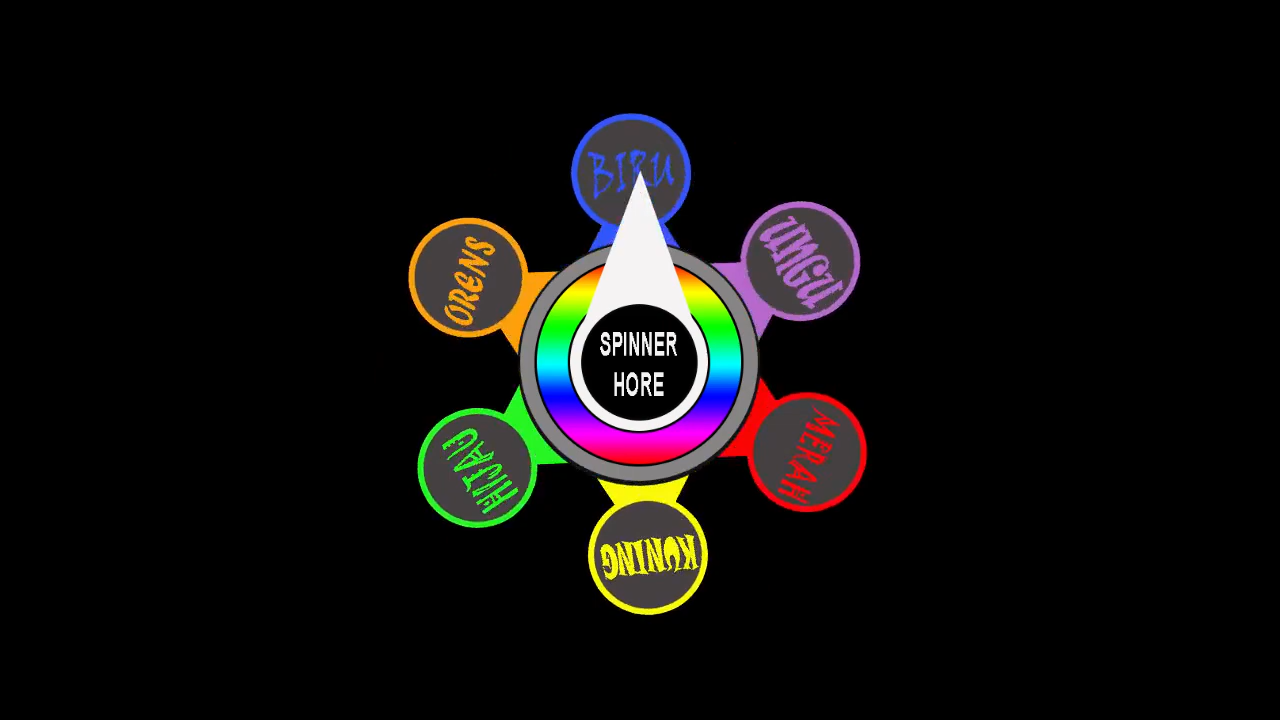 BIRU
UNGU
ORENS
SPINNER
HORE
MERAH
HIJAU
KUNING